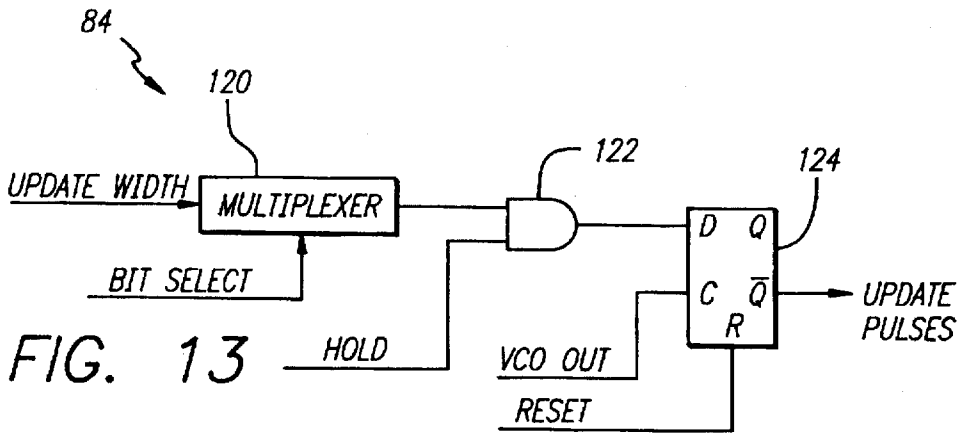 84
120
122
124
UPDATE WIDTH
MULTIPLEXER
D Q
BIT SELECT
C Q̅
UPDATE
PULSES
R
FIG. 13
HOLD
VCO OUT
RESET